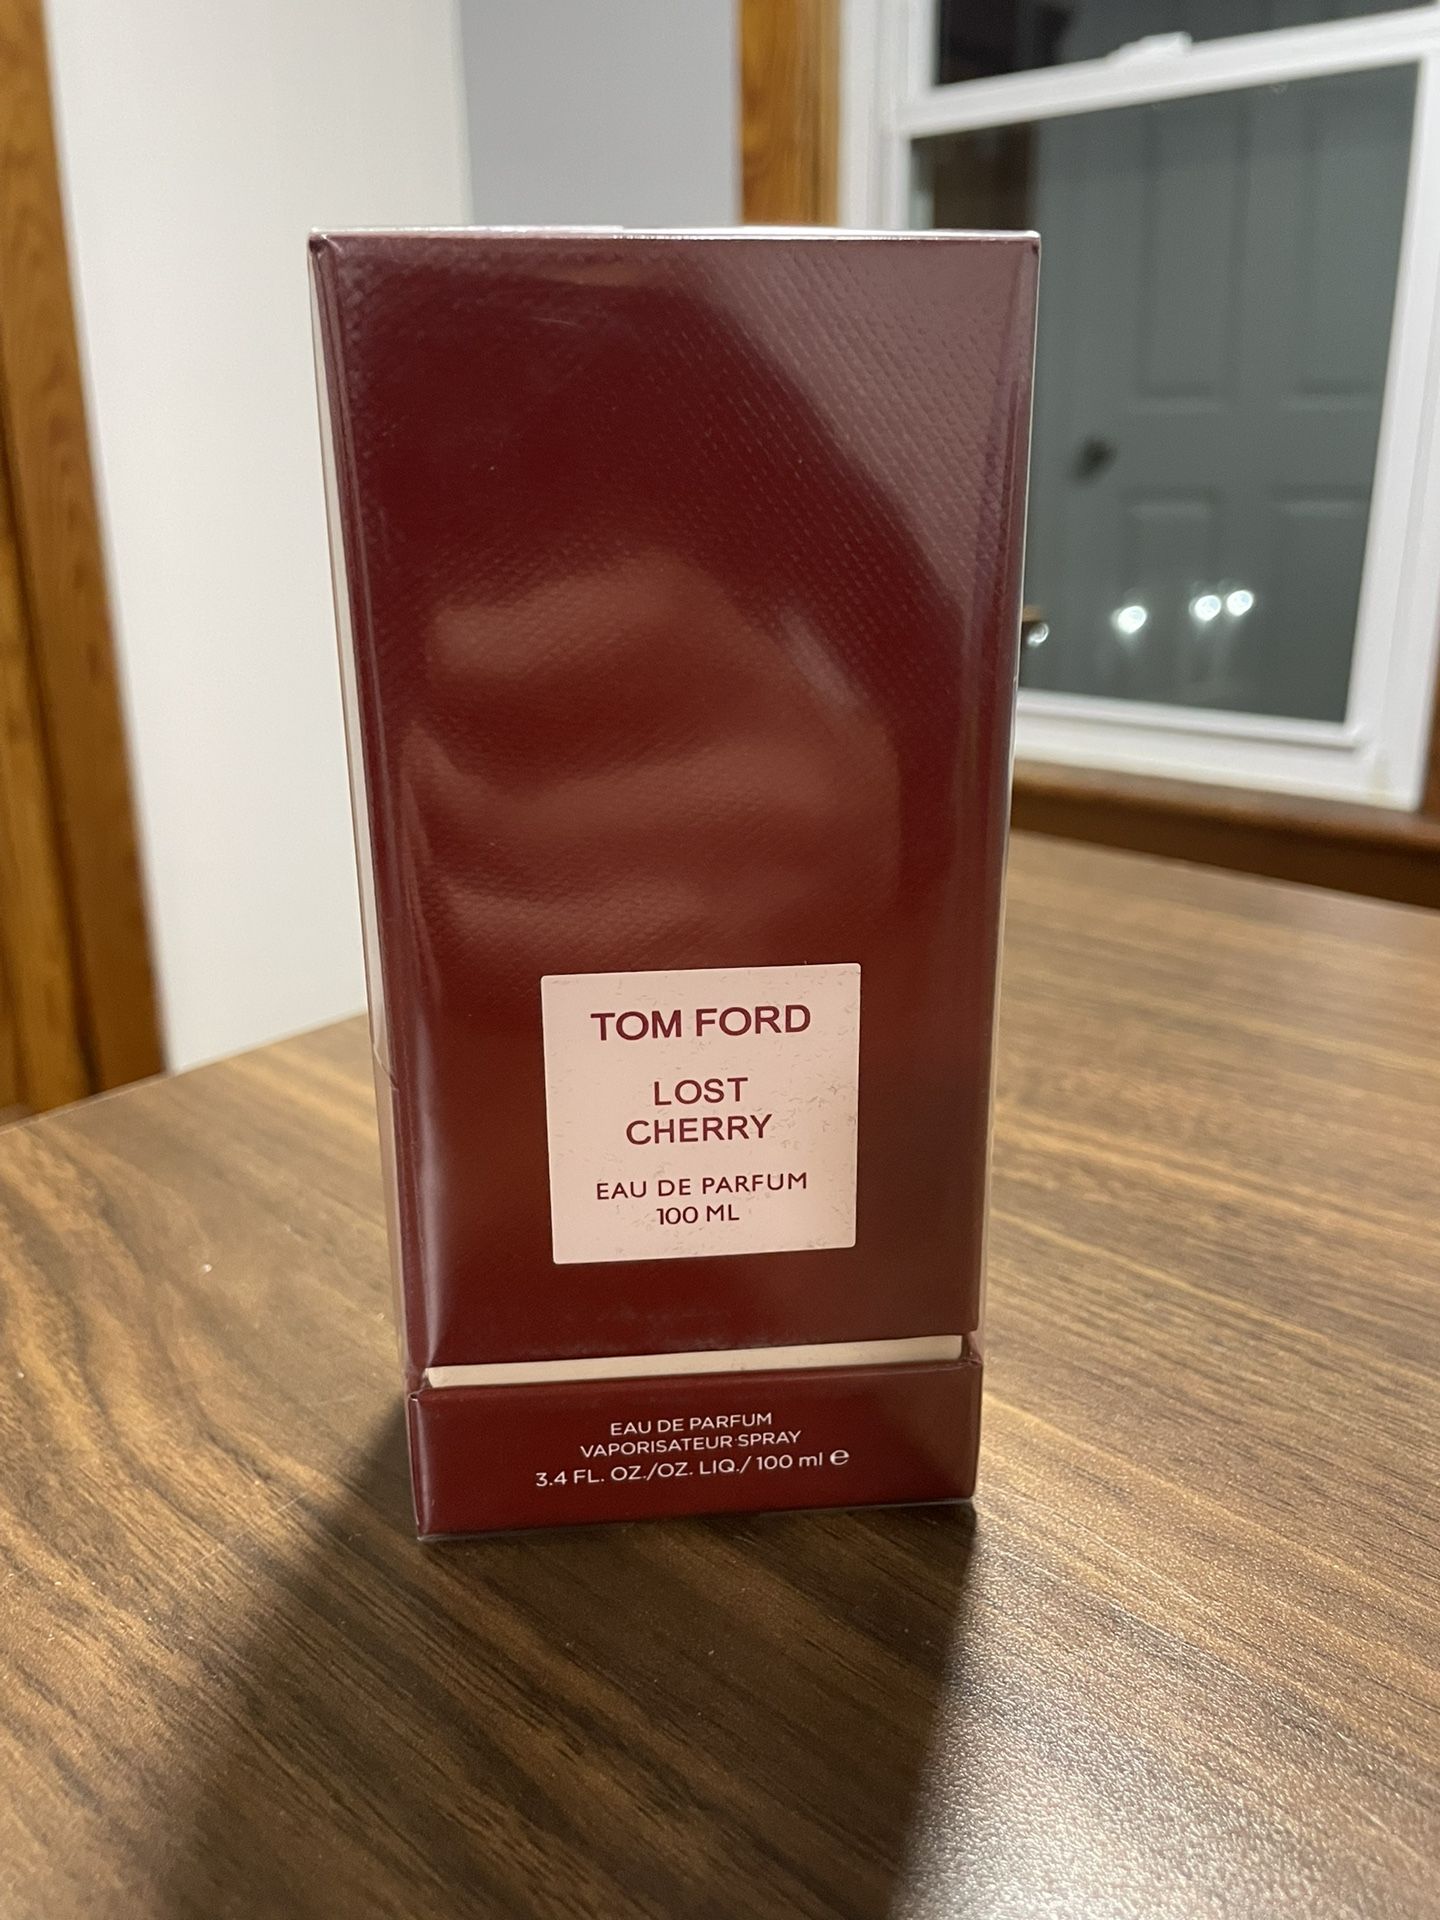 TOM FORD
LOST
CHERRY
EAU DE PARFUM
100 ML
EAU DE PARFUM
VAPORISATEUR·SPRAY
3.4 FL. OZ./OZ. LIQ./ 100 ml ℮